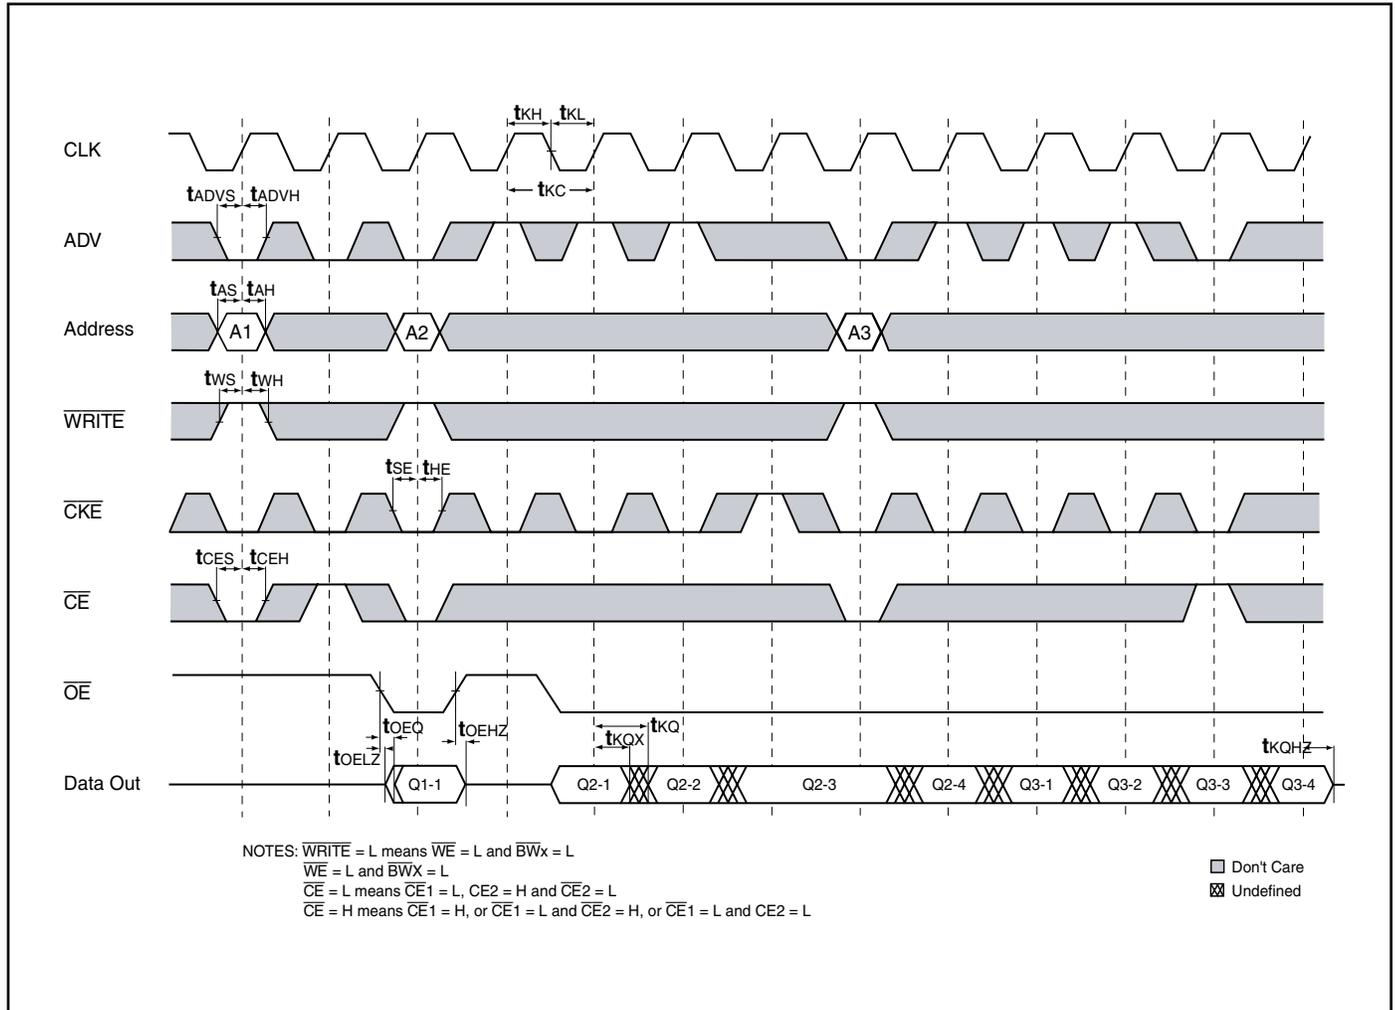 tKH tKL
CLK
tKC
tADVS tADVH
ADV
tAS tAH
Address A1 A2 A3
tWS tWH
WRITE
tSE tHE
CKE
tCES tCEH
CE
OE
tOEQ tOEHZ tKQ
tKQX tKQHZ
tOELZ
Data Out Q1-1 Q2-1 Q2-2 Q2-3 Q2-4 Q3-1 Q3-2 Q3-3 Q3-4
NOTES: WRITE = L means WE = L and BWx = L
WE = L and BWX = L
CE = L means CE1 = L, CE2 = H and CE2 = L
CE = H means CE1 = H, or CE1 = L and CE2 = H, or CE1 = L and CE2 = L
Don't Care
Undefined